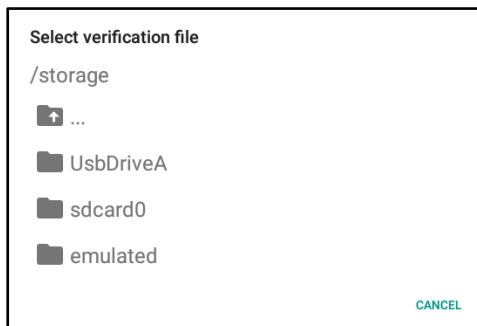 Select verification file
/storage
...
UsbDriveA
sdcard0
emulated
CANCEL